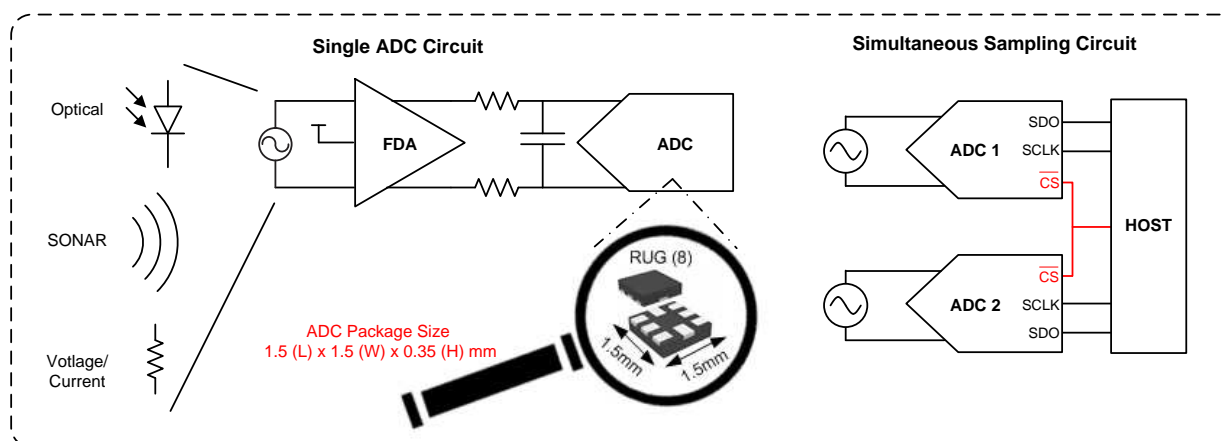 Single ADC Circuit
Optical
SONAR
Votlage/
Current
FDA
ADC
RUG (8)
1.5mm
1.5mm
ADC Package Size
1.5 (L) x 1.5 (W) x 0.35 (H) mm
Simultaneous Sampling Circuit
ADC 1
SDO
SCLK
CS
HOST
ADC 2
CS
SCLK
SDO